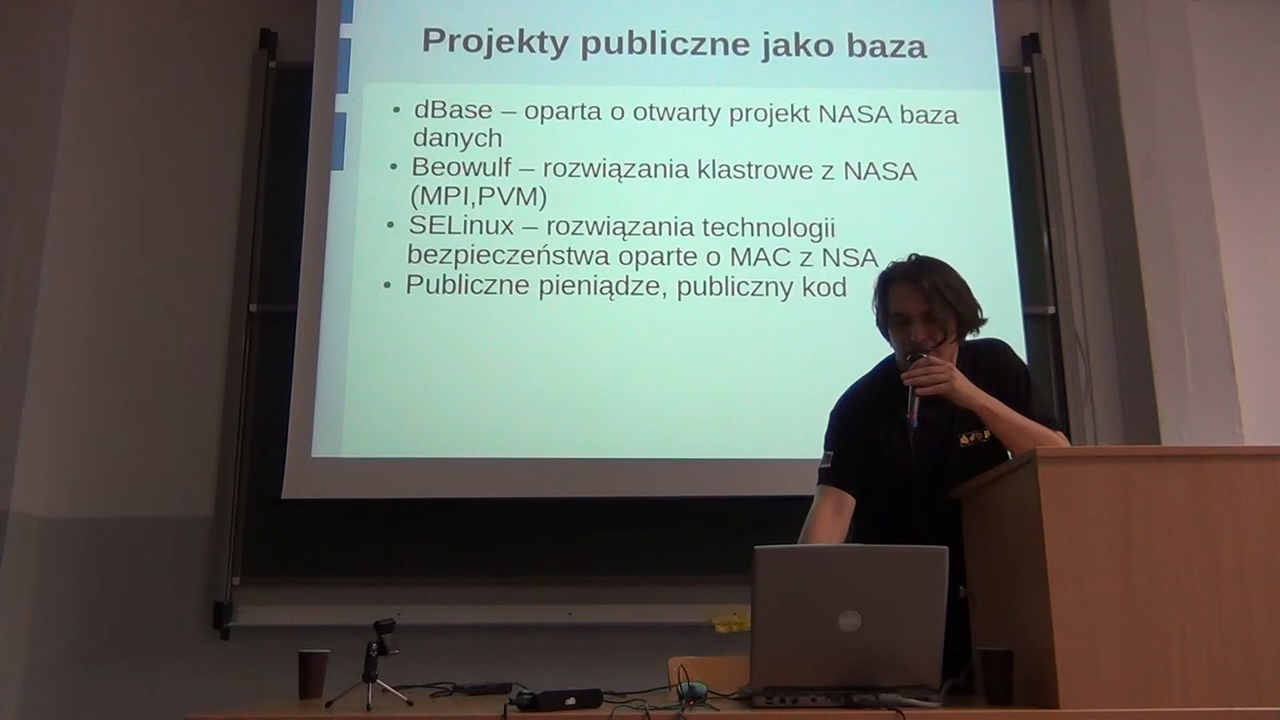 Projekty publiczne jako baza
• dBase – oparta o otwarty projekt NASA baza
danych
• Beowulf – rozwiązania klastrowe z NASA
(MPI,PVM)
• SELinux – rozwiązania technologii
bezpieczeństwa oparte o MAC z NSA
• Publiczne pieniądze, publiczny kod